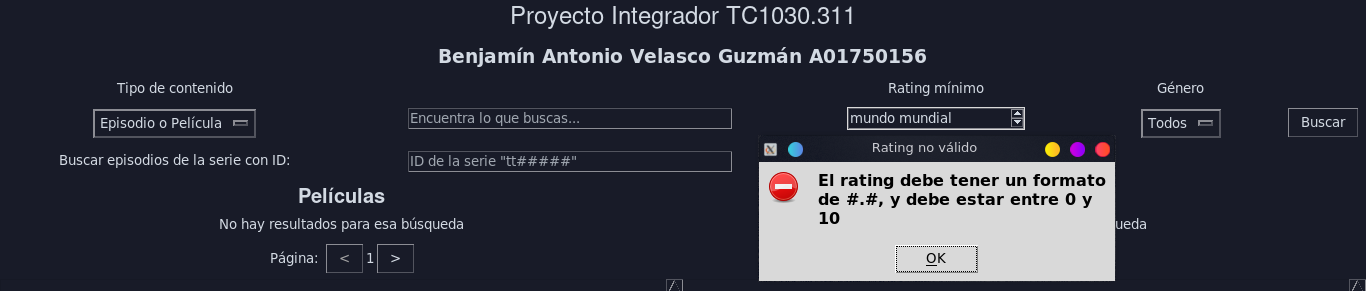 Proyecto Integrador TC1030.311
Benjamín Antonio Velasco Guzmán A01750156
Tipo de contenido
Rating mínimo
Género
Episodio o Película
Encuentra lo que buscas...
mundo mundial
Todos
Buscar
Buscar episodios de la serie con ID:
ID de la serie "tt#####"
Rating no válido
El rating debe tener un formato
de #.#, y debe estar entre 0 y
10
OK
Películas
No hay resultados para esa búsqueda
ueda
Página: < 1 >